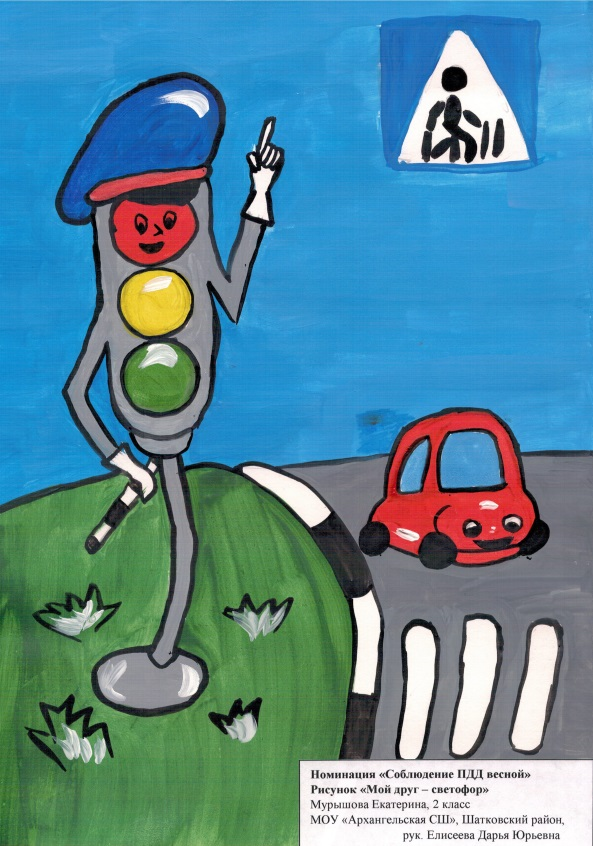 Номинация «Соблюдение ПДД весной»
Рисунок «Мой друг – светофор»
Мурышова Екатерина, 2 класс
МОУ «Архангельская СШ», Шатковский район,
рук. Елисеева Дарья Юрьевна